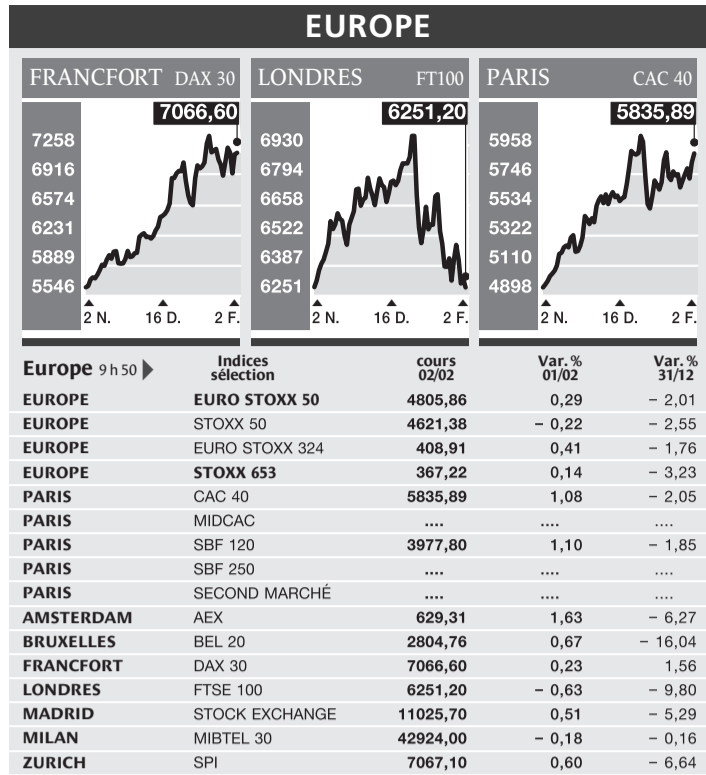 EUROPE
FRANCFORT DAX 30
7066,60
7258
6916
6574
6231
5889
5546
2 N. 16 D. 2 F.
LONDRES FT100
6251,20
6930
6794
6658
6522
6387
6251
2 N. 16 D. 2 F.
PARIS CAC 40
5835,89
5958
5746
5534
5322
5110
4898
2 N. 16 D. 2 F.
Europe 9 h 50 Indices sélection cours 02/02 Var. % 01/02 Var. % 31/12
EUROPE EURO STOXX 50 4805,86 0,29 – 2,01
EUROPE STOXX 50 4621,38 – 0,22 – 2,55
EUROPE EURO STOXX 324 408,91 0,41 – 1,76
EUROPE STOXX 653 367,22 0,14 – 3,23
PARIS CAC 40 5835,89 1,08 – 2,05
PARIS MIDCAC .... .... ....
PARIS SBF 120 3977,80 1,10 – 1,85
PARIS SBF 250 .... .... ....
PARIS SECOND MARCHÉ .... .... ....
AMSTERDAM AEX 629,31 1,63 – 6,27
BRUXELLES BEL 20 2804,76 0,67 – 16,04
FRANCFORT DAX 30 7066,60 0,23 1,56
LONDRES FTSE 100 6251,20 – 0,63 – 9,80
MADRID STOCK EXCHANGE 11025,70 0,51 – 5,29
MILAN MIBTEL 30 42924,00 – 0,18 – 0,16
ZURICH SPI 7067,10 0,60 – 6,64